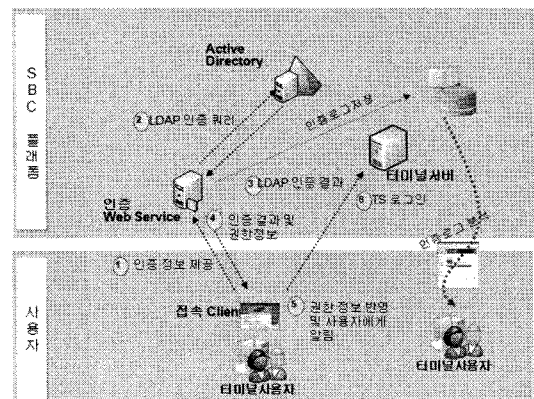 Active
Directory
S
B
C
플
랫
폼
② LDAP 인증 쿼리
인증로그저장
터미널서버
③ LDAP 인증 결과
⑥ TS 로그인
인증
Web Service
④ 인증 결과 및
권한정보
인증로그
① 인증 정보 제공
사
용
자
접속 Client
⑤ 권한 정보 반영
및 사용자에게
알림
터미널사용자
터미널사용자